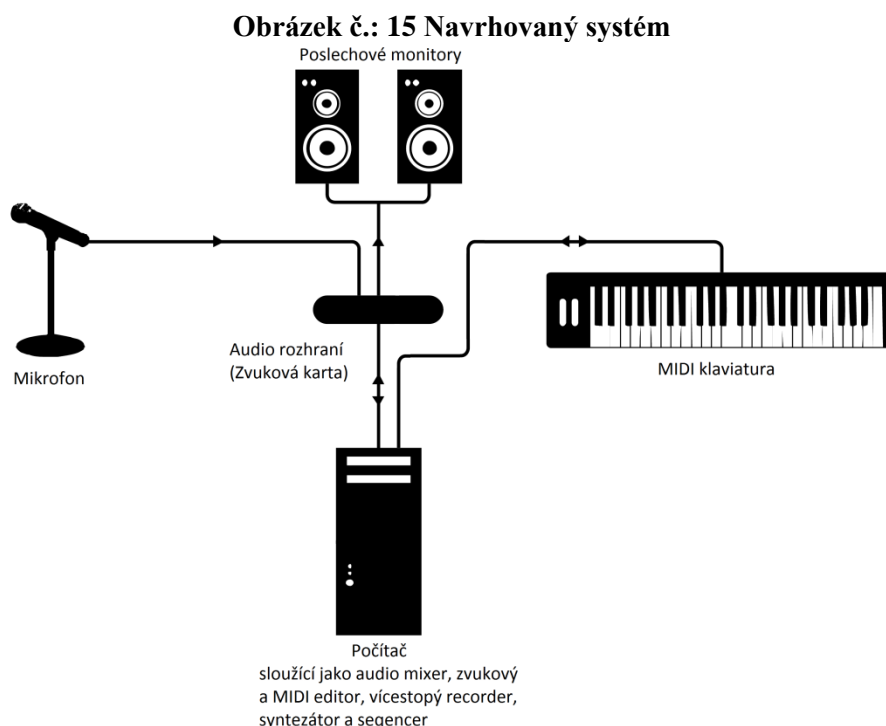 Obrázek č.: 15 Navrhovaný systém
Poslechové monitory
Mikrofon
Audio rozhraní
(Zvuková karta)
MIDI klaviatura
Počítač
sloužící jako audio mixer, zvukový
a MIDI editor, vícestopý recorder,
syntezátor a seqencer